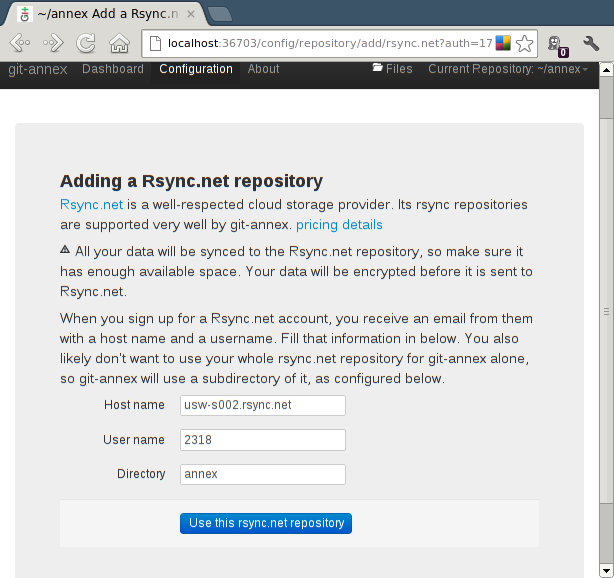 ~/annex Add a Rsync.n
localhost:36703/config/repository/add/rsync.net?auth=17
0
git-annex Dashboard Configuration About Files Current Repository: ~/annex
Adding a Rsync.net repository
Rsync.net is a well-respected cloud storage provider. Its rsync repositories
are supported very well by git-annex. pricing details
All your data will be synced to the Rsync.net repository, so make sure it
has enough available space. Your data will be encrypted before it is sent to
Rsync.net.
When you sign up for a Rsync.net account, you receive an email from them
with a host name and a username. Fill that information in below. You also
likely don't want to use your whole rsync.net repository for git-annex alone,
so git-annex will use a subdirectory of it, as configured below.
Host name usw-s002.rsync.net
User name 2318
Directory annex
Use this rsync.net repository